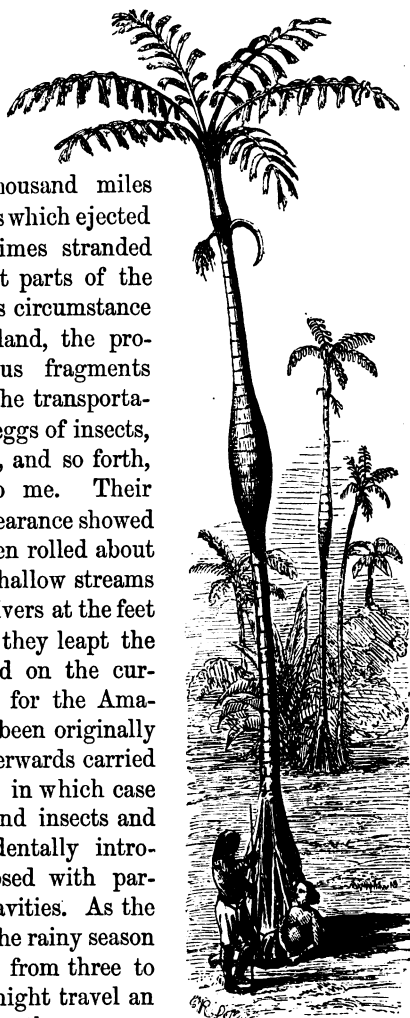 housand miles
s which ejected
imes stranded
t parts of the
s circumstance
land, the pro-
us fragments
he transporta-
eggs of insects,
, and so forth,
o me. Their
earance showed
en rolled about
hallow streams
ivers at the feet
they leapt the
d on the cur-
for the Ama-
been originally
erwards carried
in which case
nd insects and
dentally intro-
osed with par-
avities. As the
he rainy season
from three to
night travel an